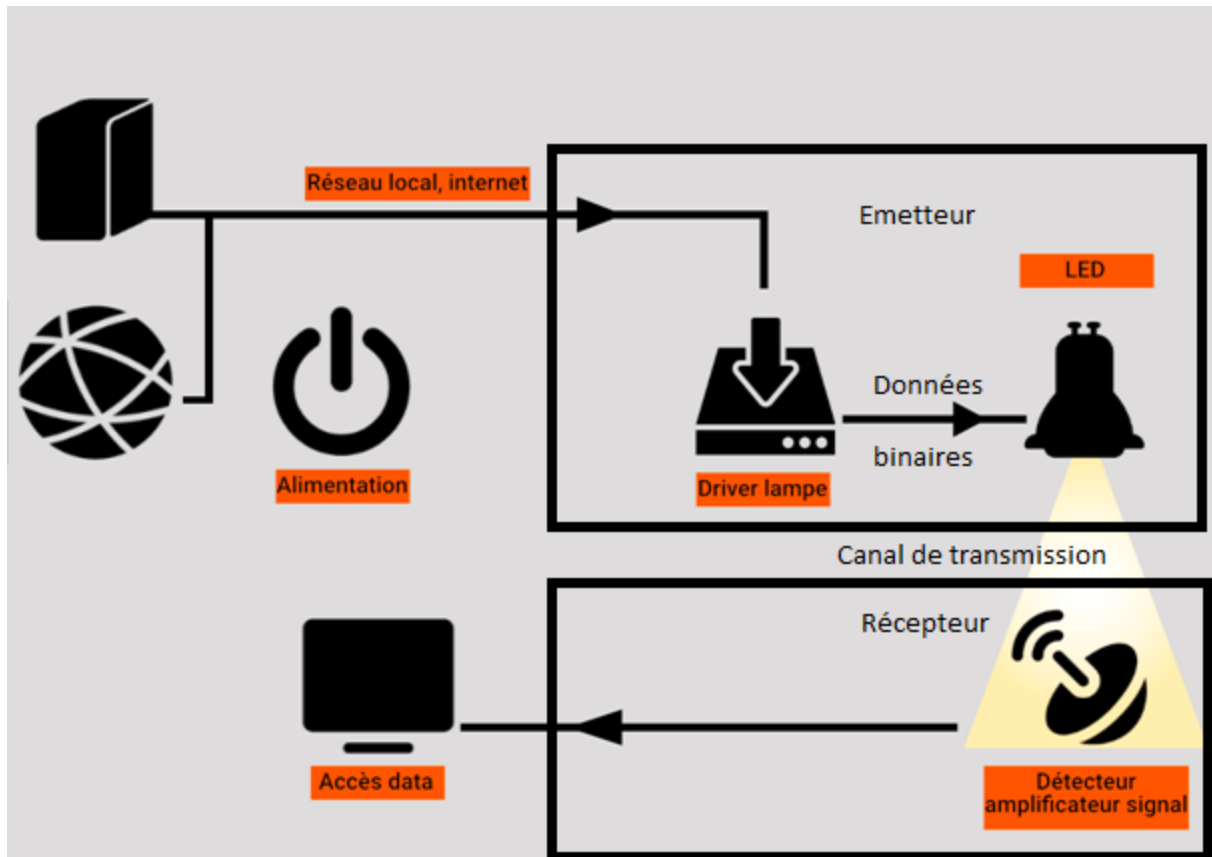 Réseau local, internet
Emetteur
LED
Données
binaires
Alimentation
Driver lampe
Canal de transmission
Récepteur
Accès data
Détecteur
amplificateur signal